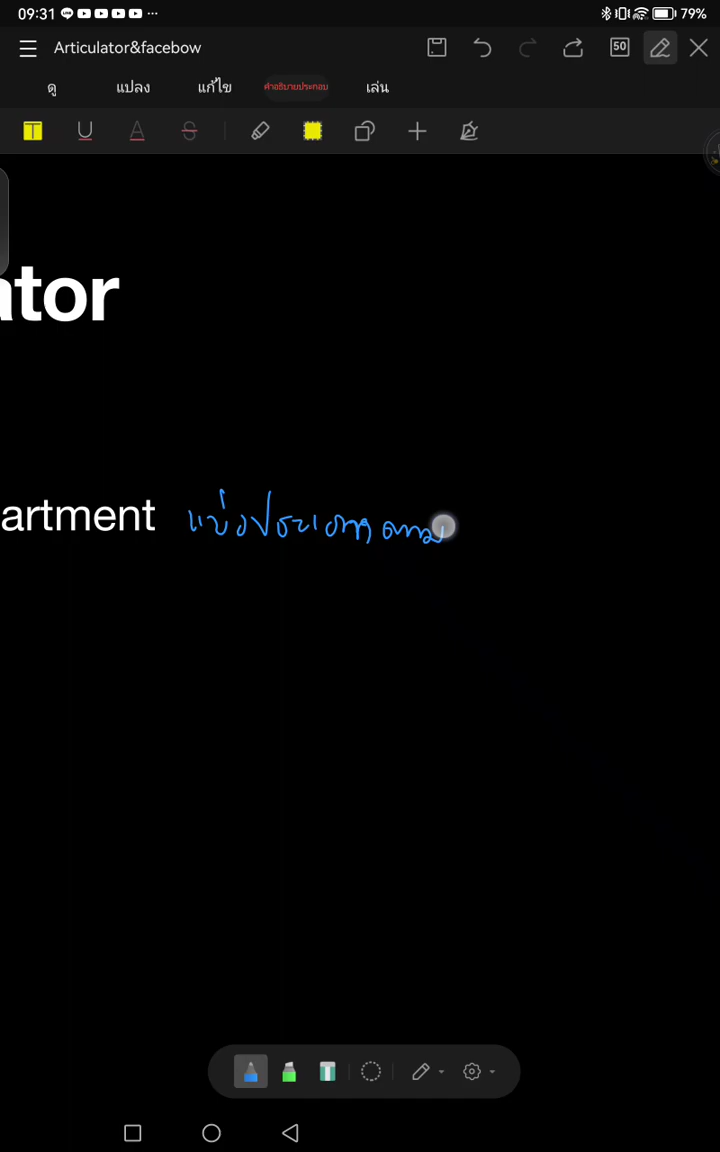 09:31 79%
Articulator&facebow 50
ดู แปลง แก้ไข คำอธิบายประกอบ เล่น
T U A S
ator
artment แบ่งประเภทตาม